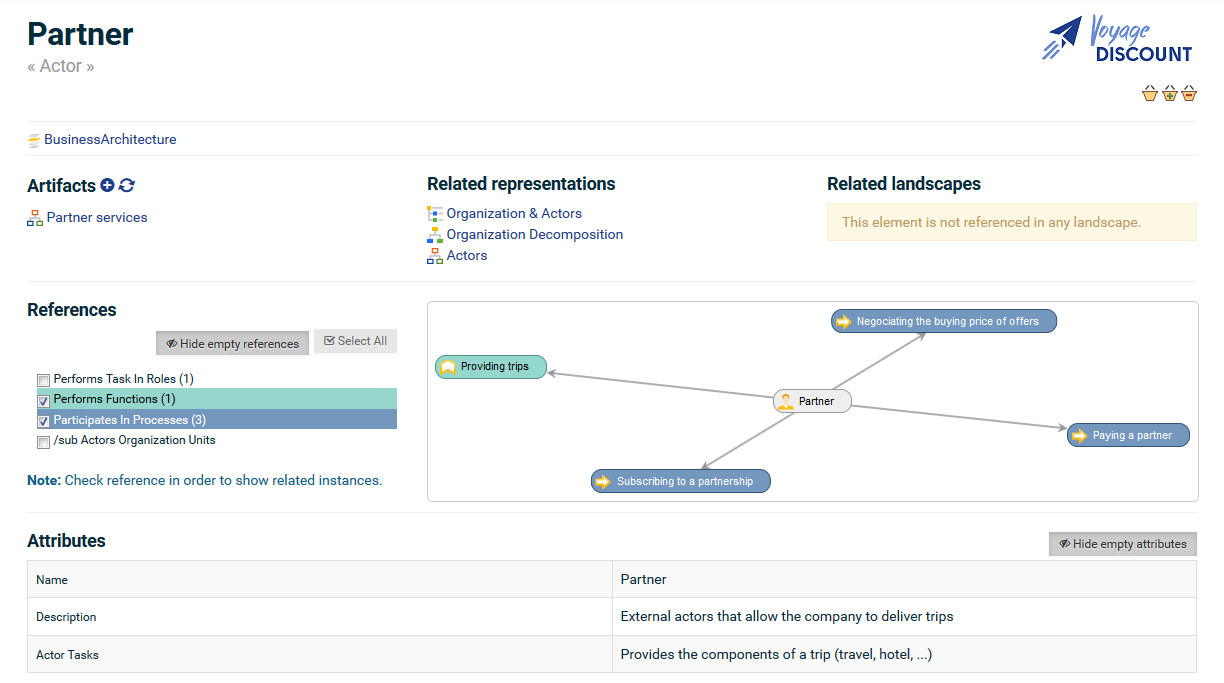 Partner
« Actor »
Voyage
DISCOUNT
BusinessArchitecture
Artifacts
Partner services
Related representations
Organization & Actors
Organization Decomposition
Actors
Related landscapes
This element is not referenced in any landscape.
References
Hide empty references
Select All
Performs Task In Roles (1)
Performs Functions (1)
Participates In Processes (3)
/sub Actors Organization Units
Note: Check reference in order to show related instances.
Negociating the buying price of offers
Providing trips
Partner
Paying a partner
Subscribing to a partnership
Attributes
Hide empty attributes
Name Partner
Description External actors that allow the company to deliver trips
Actor Tasks Provides the components of a trip (travel, hotel, ...)